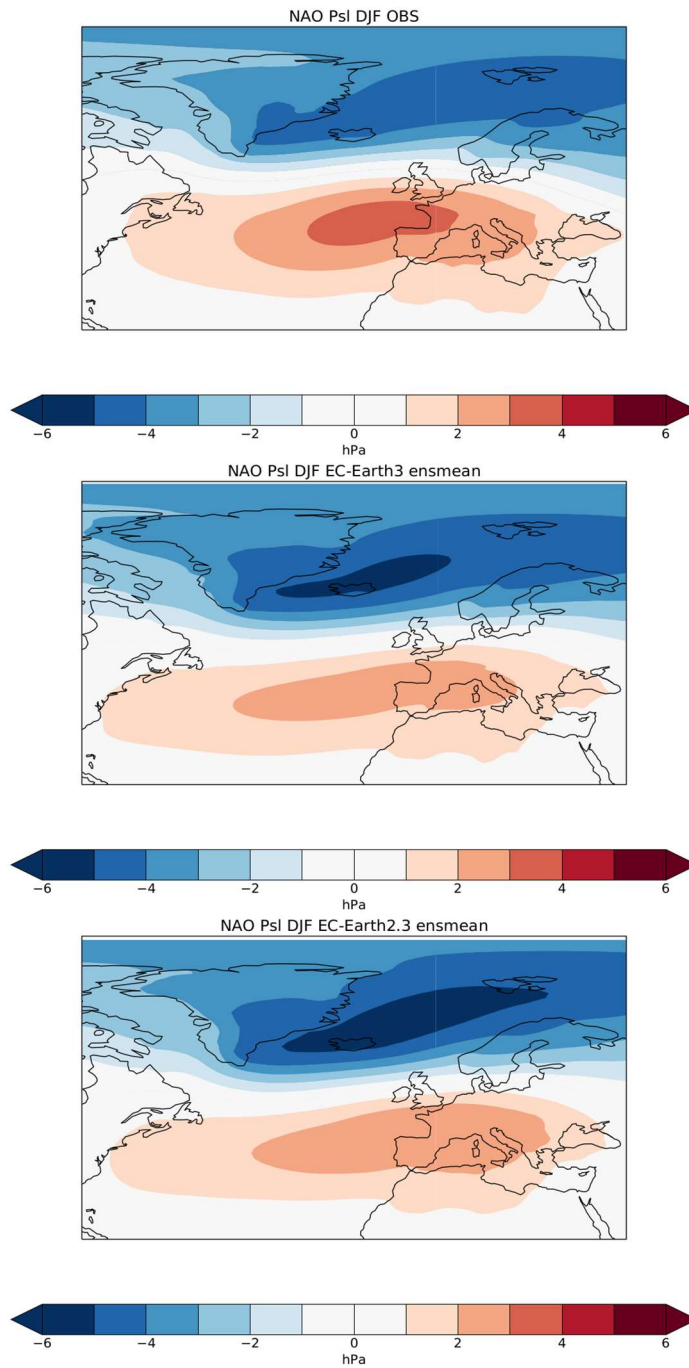 NAO Psl DJF OBS
−6 −4 −2 0 2 4 6
hPa
NAO Psl DJF EC-Earth3 ensmean
−6 −4 −2 0 2 4 6
hPa
NAO Psl DJF EC-Earth2.3 ensmean
−6 −4 −2 0 2 4 6
hPa